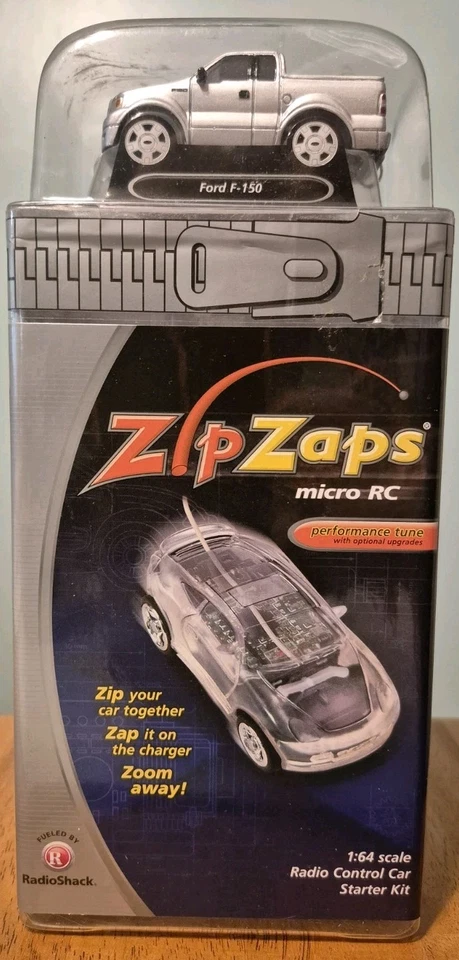 Ford F-150
ZipZaps®
micro RC
performance tune
with optional upgrades
Zip your
car together
Zap it on
the charger
Zoom
away!
FUELED BY
R
RadioShack.
1:64 scale
Radio Control Car
Starter Kit